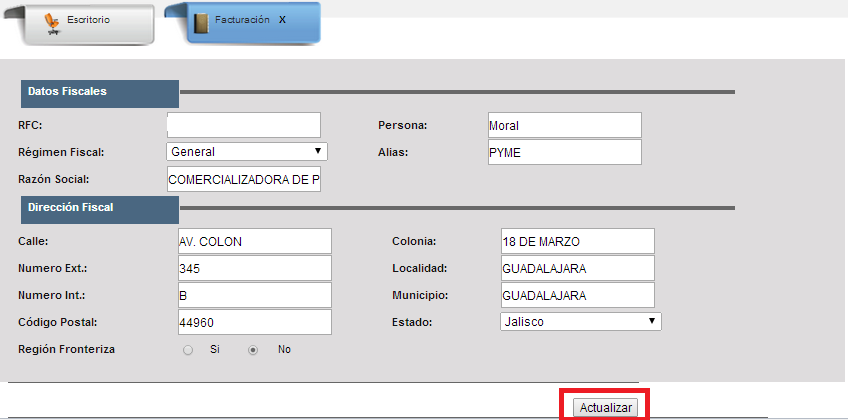 Escritorio Facturación X
Datos Fiscales
RFC: Persona: Moral
Régimen Fiscal: General Alias: PYME
Razón Social: COMERCIALIZADORA DE P
Dirección Fiscal
Calle: AV. COLON Colonia: 18 DE MARZO
Numero Ext.: 345 Localidad: GUADALAJARA
Numero Int.: B Municipio: GUADALAJARA
Código Postal: 44960 Estado: Jalisco
Región Fronteriza Si No
Actualizar